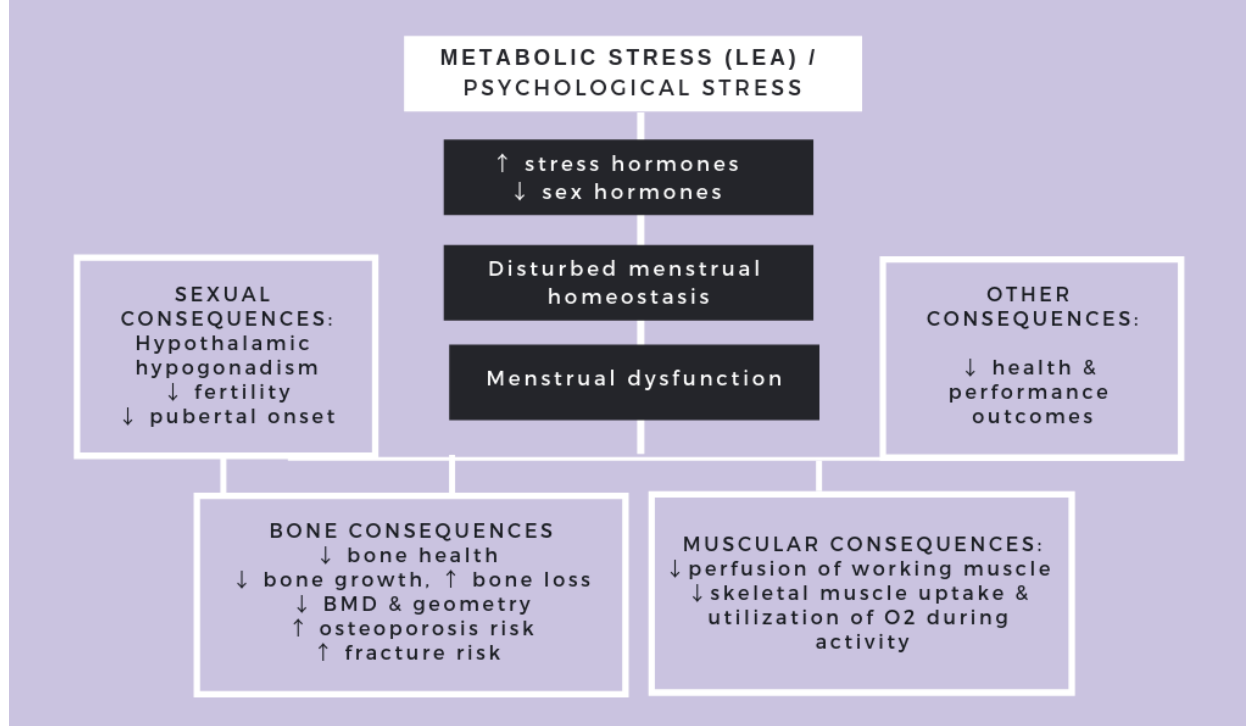 METABOLIC STRESS (LEA) /
PSYCHOLOGICAL STRESS
↑ stress hormones
↓ sex hormones
Disturbed menstrual
homeostasis
Menstrual dysfunction
SEXUAL
CONSEQUENCES:
Hypothalamic
hypogonadism
↓ fertility
↓ pubertal onset
OTHER
CONSEQUENCES:
↓ health &
performance
outcomes
BONE CONSEQUENCES
↓ bone health
↓ bone growth, ↑ bone loss
↓ BMD & geometry
↑ osteoporosis risk
↑ fracture risk
MUSCULAR CONSEQUENCES:
↓perfusion of working muscle
↓skeletal muscle uptake &
utilization of O2 during
activity